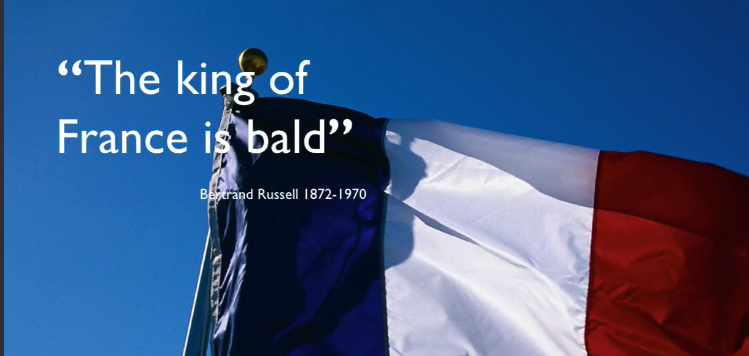 “The king of
France is bald”
Bertrand Russell 1872-1970